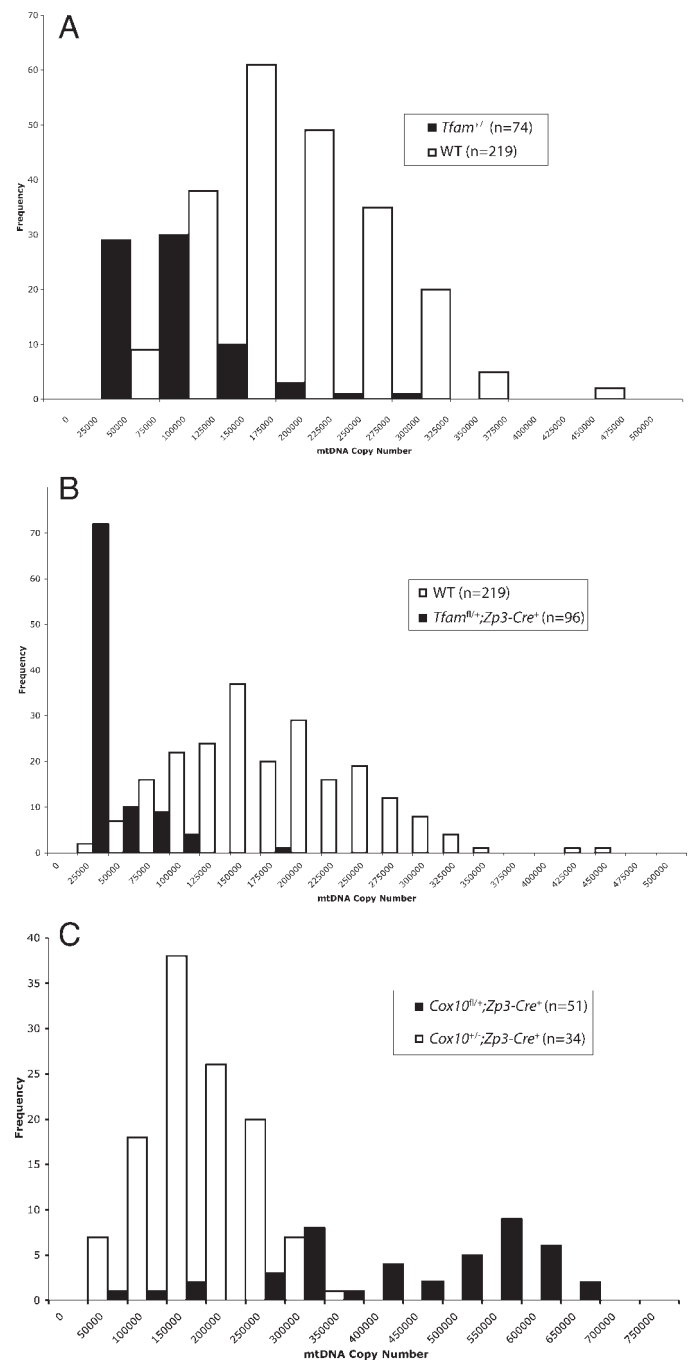 A
70
60
50
40
30
20
10
0
Frequency
■ Tfam+/- (n=74)
□ WT (n=219)
0 25000 50000 75000 100000 125000 150000 175000 200000 225000 250000 275000 300000 325000 350000 375000 400000 425000 450000 475000 500000
mtDNA Copy Number
B
70
60
50
40
30
20
10
0
Frequency
□ WT (n=219)
■ Tfamfl/+;Zp3-Cre+ (n=96)
0 25000 50000 75000 100000 125000 150000 175000 200000 225000 250000 275000 300000 325000 350000 375000 400000 425000 450000 475000 500000
mtDNA Copy Number
C
40
35
30
25
20
15
10
5
0
Frequency
■ Cox10fl/+;Zp3-Cre+ (n=51)
□ Cox10+/-;Zp3-Cre+ (n=34)
0 50000 100000 150000 200000 250000 300000 350000 400000 450000 500000 550000 600000 650000 700000 750000
mtDNA Copy Number